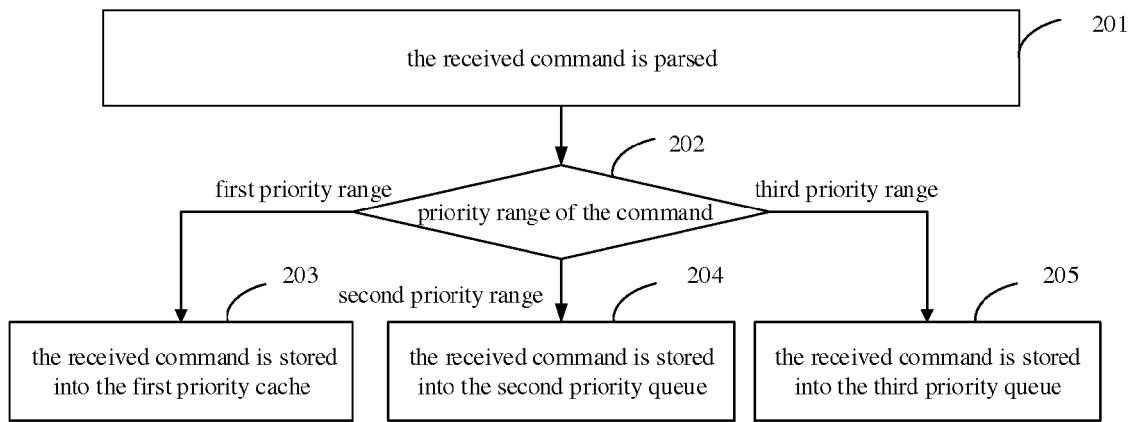 201
the received command is parsed
202
first priority range
third priority range
priority range of the command
203
204
205
second priority range
the received command is stored
into the first priority cache
the received command is stored
into the second priority queue
the received command is stored
into the third priority queue